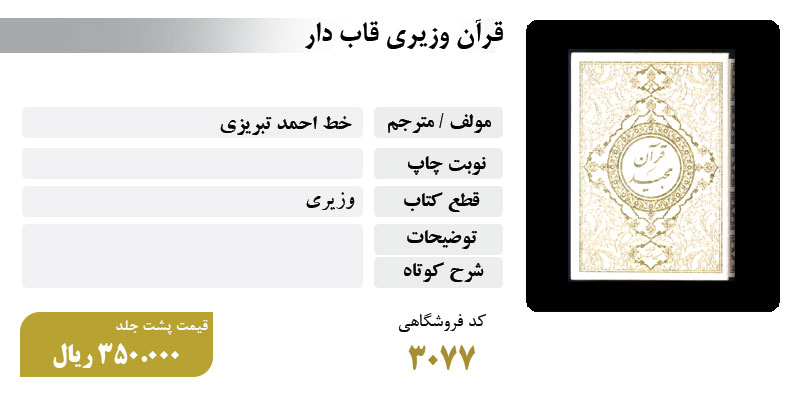 قرآن وزیری قاب دار
مولف / مترجم
خط احمد تبریزی
نوبت چاپ
قطع کتاب
وزیری
توضیحات
شرح کوتاه
کد فروشگاهی
۳۰۷۷
قیمت پشت جلد
۳۵۰.۰۰۰ ریال
قرآن
مجید